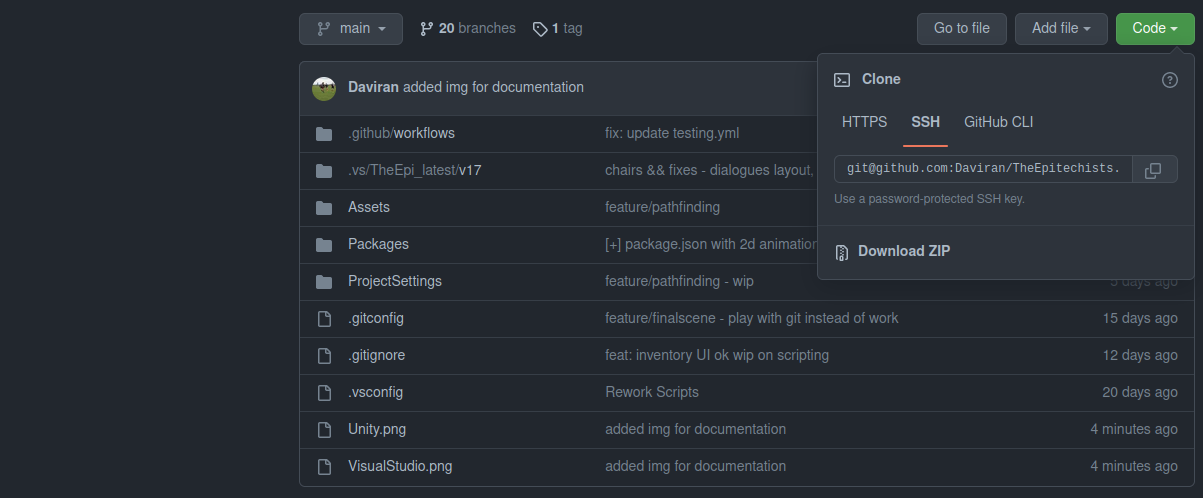 main 20 branches 1 tag Go to file Add file Code
Daviran added img for documentation
Clone
HTTPS SSH GitHub CLI
git@github.com:Daviran/TheEpitechists.
Use a password-protected SSH key.
Download ZIP
.github/workflows fix: update testing.yml
.vs/TheEpi_latest/v17 chairs && fixes - dialogues layout,
Assets feature/pathfinding
Packages [+] package.json with 2d animation
ProjectSettings feature/pathfinding - wip 5 days ago
.gitconfig feature/finalscene - play with git instead of work 15 days ago
.gitignore feat: inventory UI ok wip on scripting 12 days ago
.vsconfig Rework Scripts 20 days ago
Unity.png added img for documentation 4 minutes ago
VisualStudio.png added img for documentation 4 minutes ago